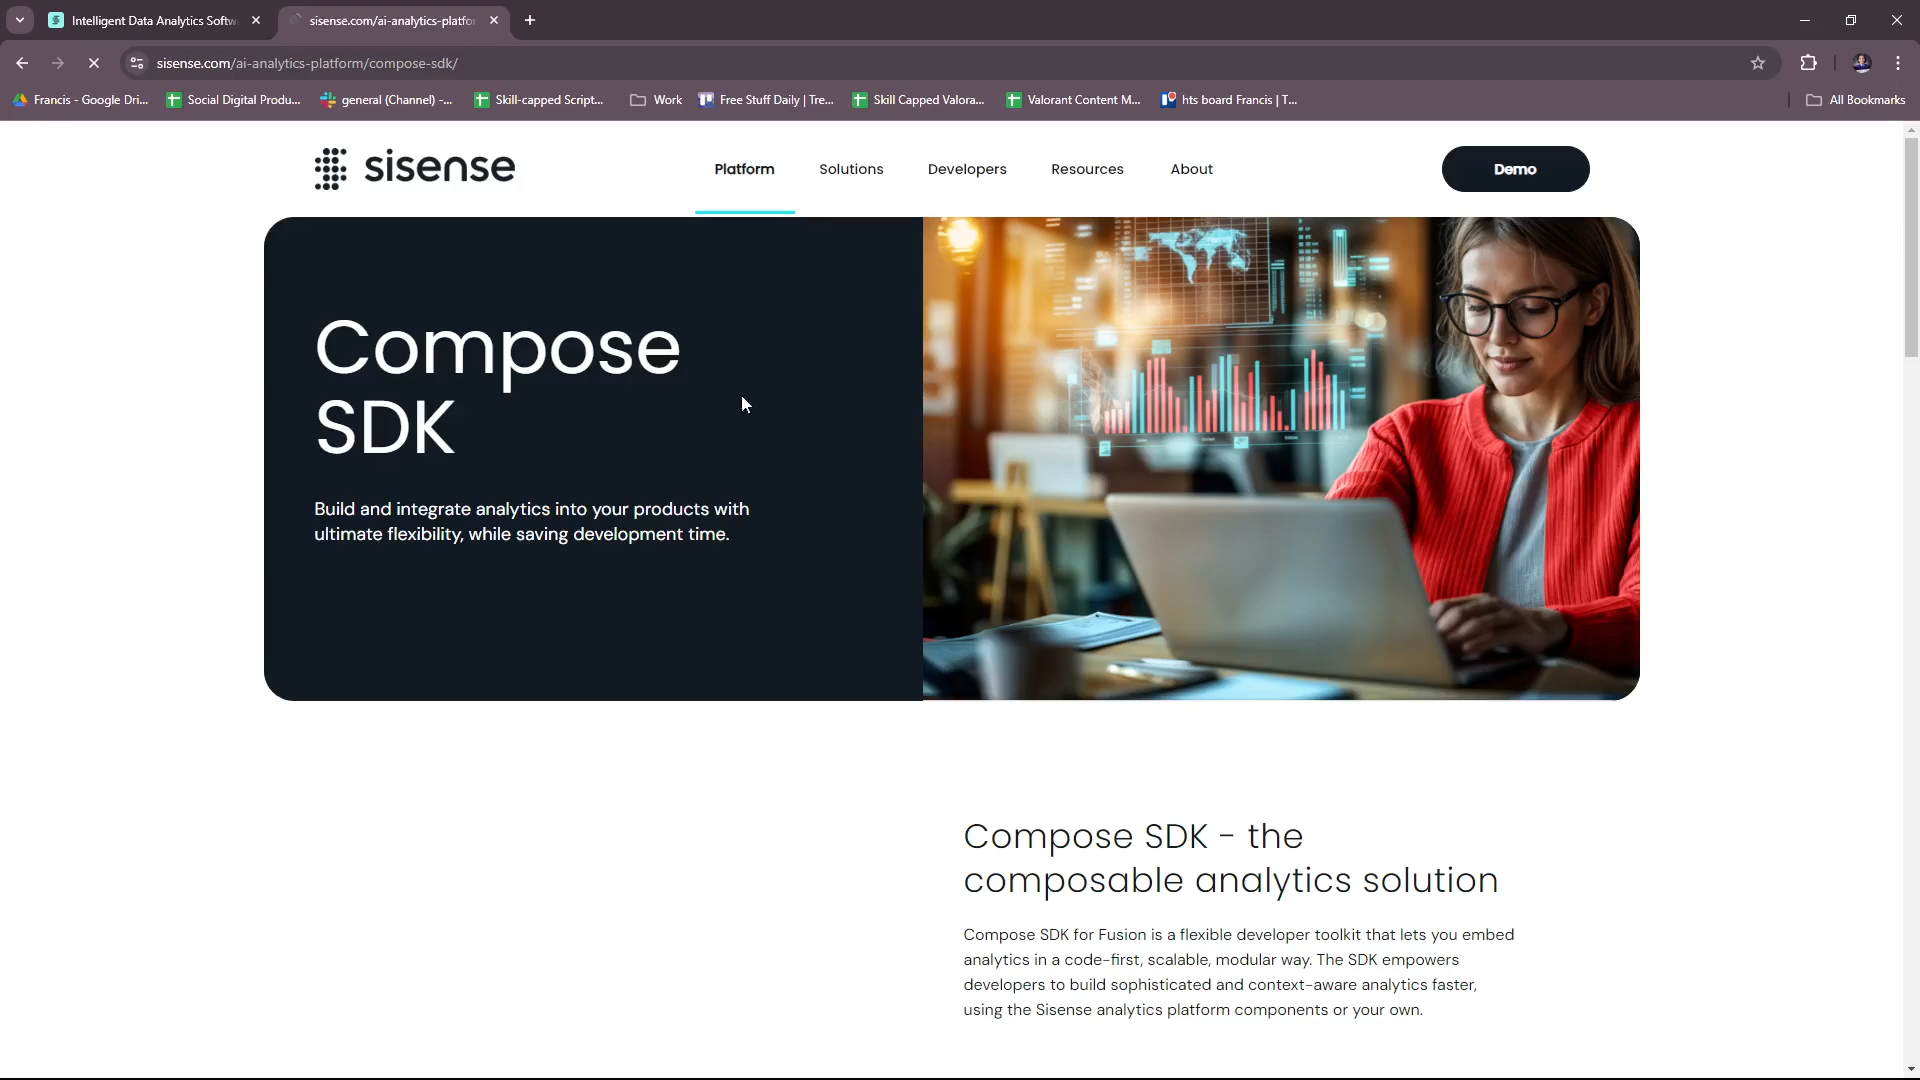 Intelligent Data Analytics Softw
sisense.com/ai-analytics-platfo
sisense.com/ai-analytics-platform/compose-sdk/
Francis - Google Dri...
Social Digital Produ...
general (Channel) -...
Skill-capped Script...
Work
Free Stuff Daily | Tre...
Skill Capped Valora...
Valorant Content M...
hts board Francis | T...
All Bookmarks
sisense
Platform
Solutions
Developers
Resources
About
Demo
Compose
SDK
Build and integrate analytics into your products with
ultimate flexibility, while saving development time.
Compose SDK - the
composable analytics solution
Compose SDK for Fusion is a flexible developer toolkit that lets you embed
analytics in a code-first, scalable, modular way. The SDK empowers
developers to build sophisticated and context-aware analytics faster,
using the Sisense analytics platform components or your own.